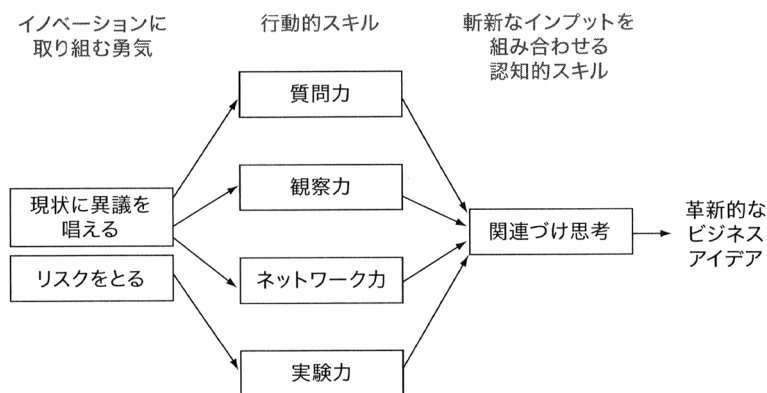 イノベーションに
取り組む勇気
行動的スキル
斬新なインプットを
組み合わせる
認知的スキル
質問力
観察力
現状に異議を
唱える
リスクをとる
ネットワーク力
実験力
関連づけ思考
革新的な
ビジネス
アイデア